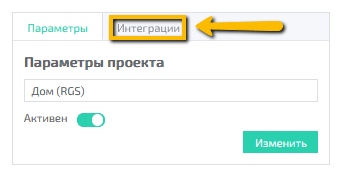 Параметры Интеграции
Параметры проекта
Дом (RGS)
Активен
Изменить